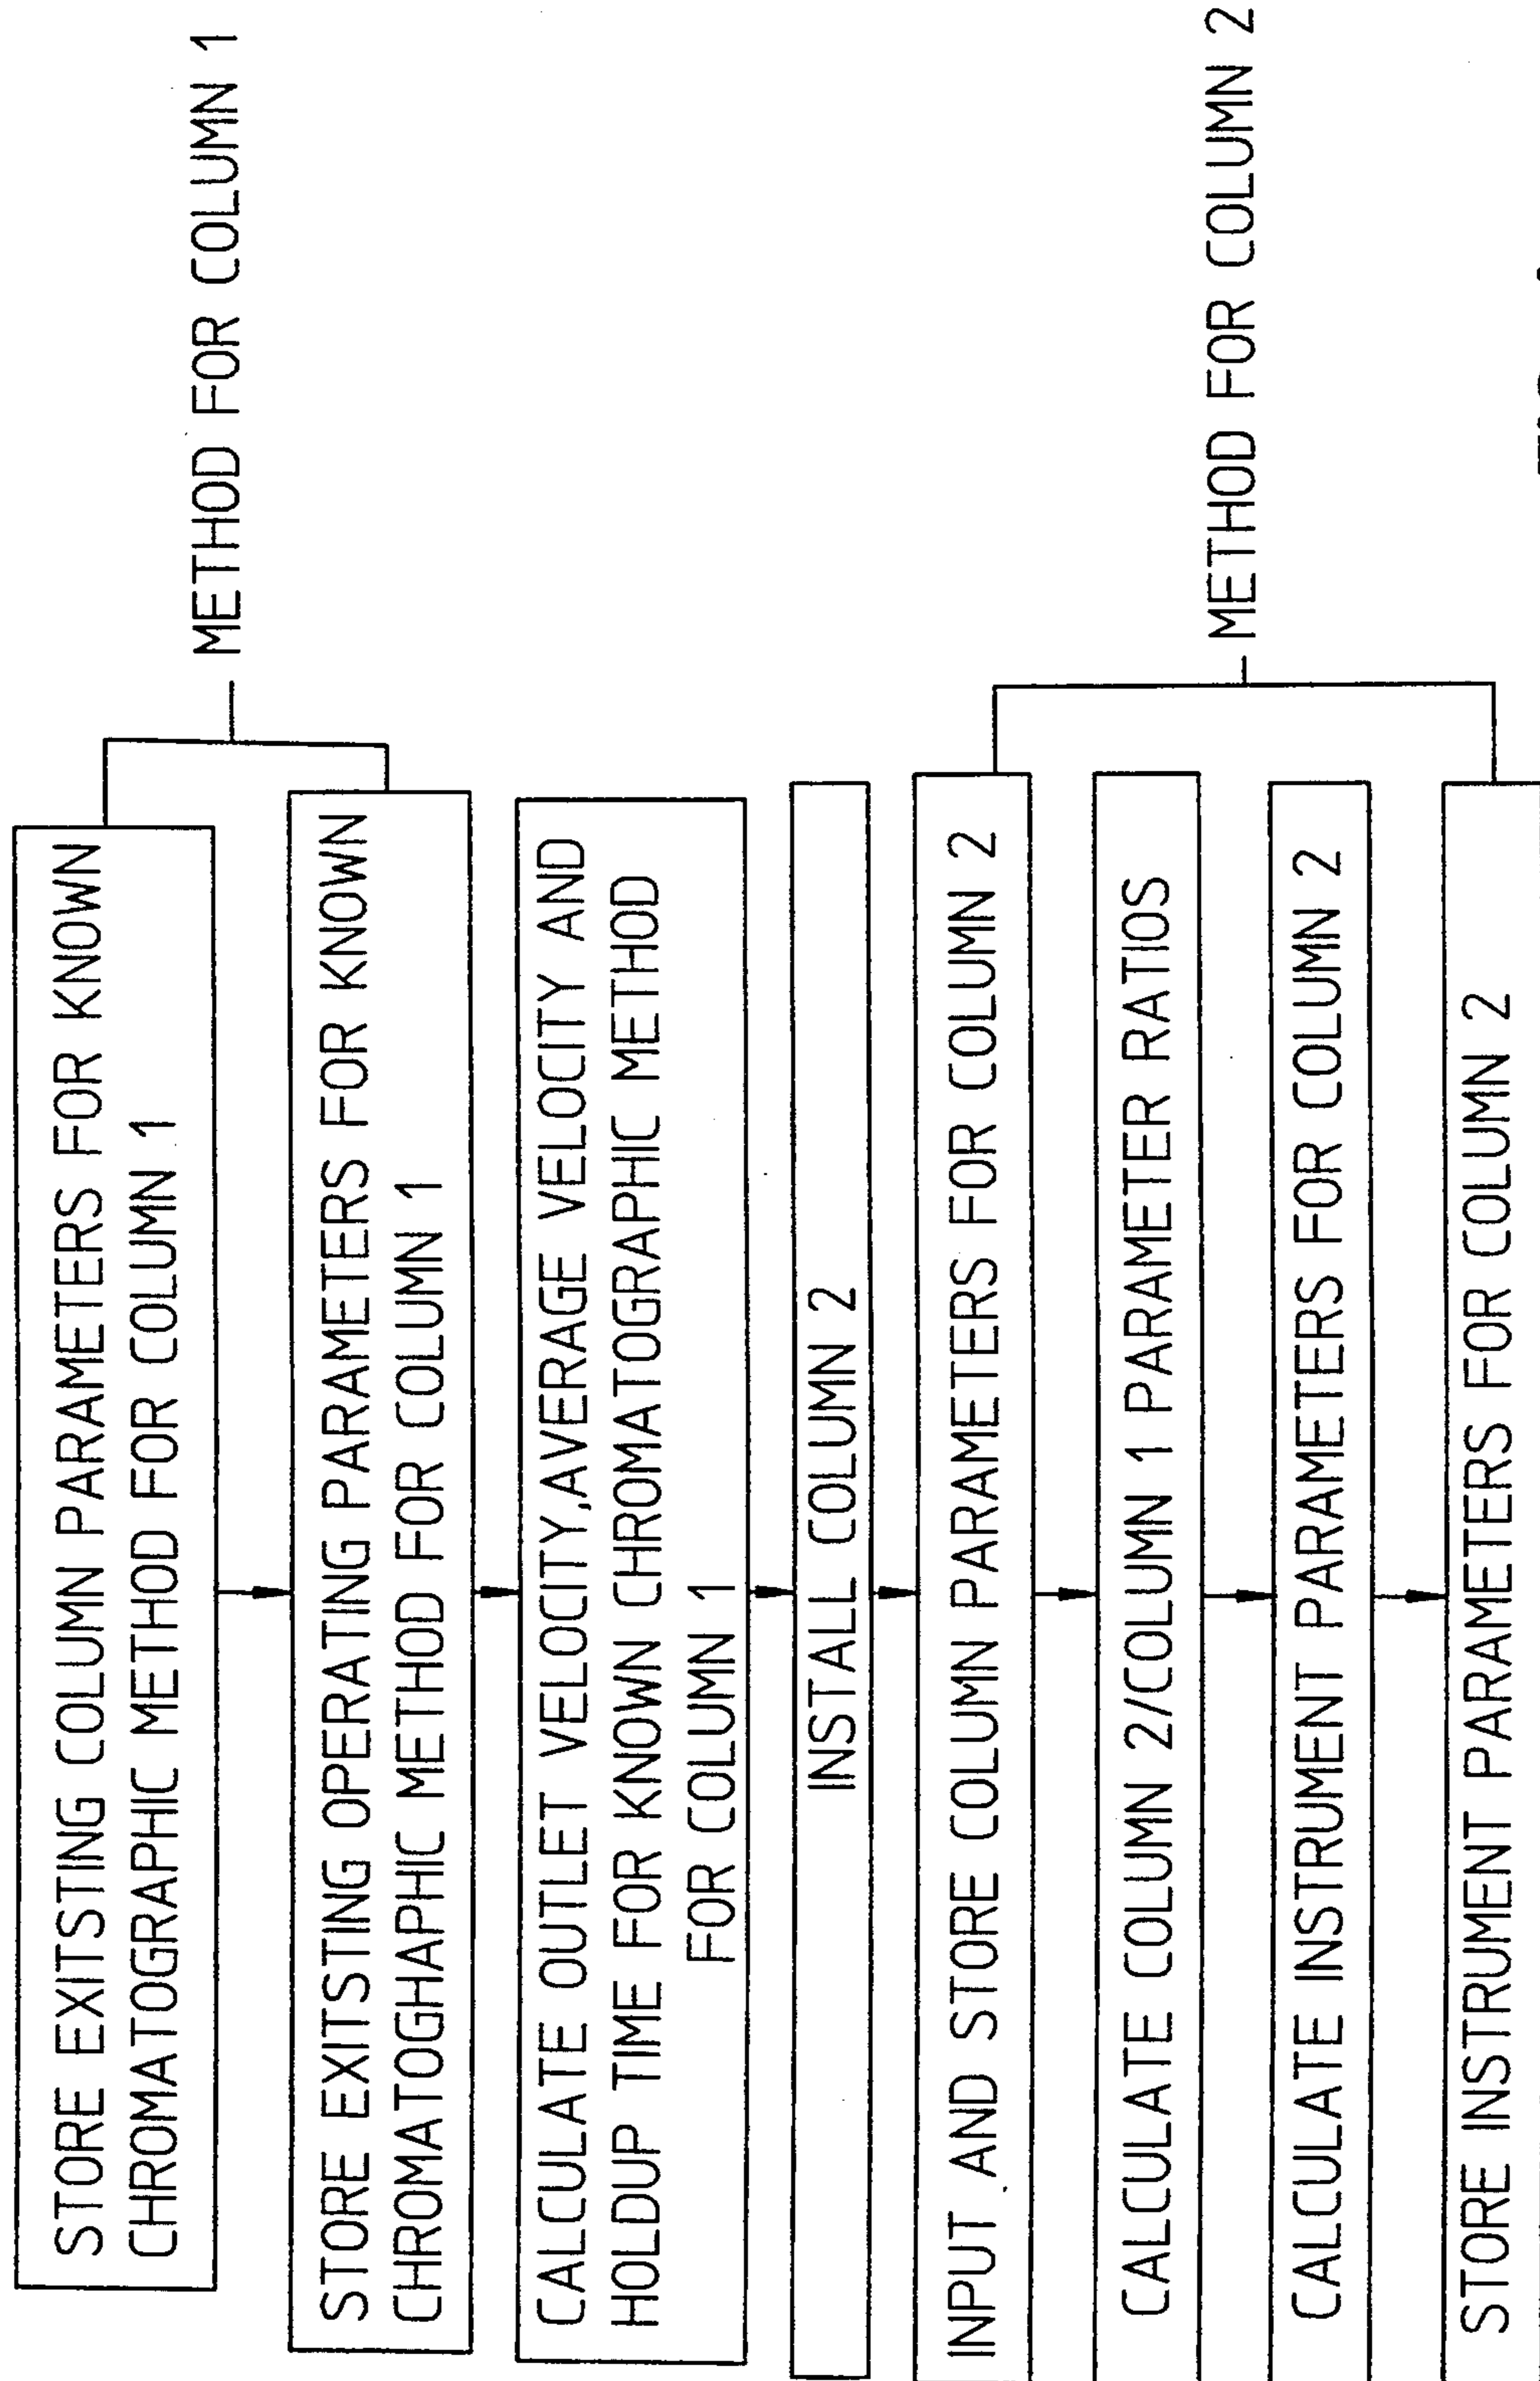 STORE EXITSTING COLUMN PARAMETERS FOR KNOWN
CHROMATOGRAPHIC METHOD FOR COLUMN 1
STORE EXITSTING OPERATING PARAMETERS FOR KNOWN
CHROMATOGHAPHIC METHOD FOR COLUMN 1
METHOD FOR COLUMN 1
CALCULATE OUTLET VELOCITY,AVERAGE VELOCITY AND
HOLDUP TIME FOR KNOWN CHROMATOGRAPHIC METHOD
FOR COLUMN 1
INSTALL COLUMN 2
INPUT AND STORE COLUMN PARAMETERS FOR COLUMN 2
CALCULATE COLUMN 2/COLUMN 1 PARAMETER RATIOS
CALCULATE INSTRUMENT PARAMETERS FOR COLUMN 2
STORE INSTRUMENT PARAMETERS FOR COLUMN 2
METHOD FOR COLUMN 2